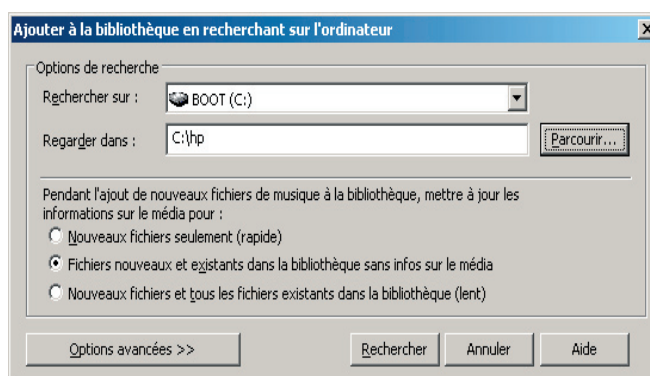 Ajouter à la bibliothèque en recherchant sur l'ordinateur
Options de recherche
Rechercher sur : BOOT (C:)
Regarder dans : C:\hp Parcourir...
Pendant l'ajout de nouveaux fichiers de musique à la bibliothèque, mettre à jour les
informations sur le média pour :
Nouveaux fichiers seulement (rapide)
Fichiers nouveaux et existants dans la bibliothèque sans infos sur le média
Nouveaux fichiers et tous les fichiers existants dans la bibliothèque (lent)
Options avancées >> Rechercher Annuler Aide